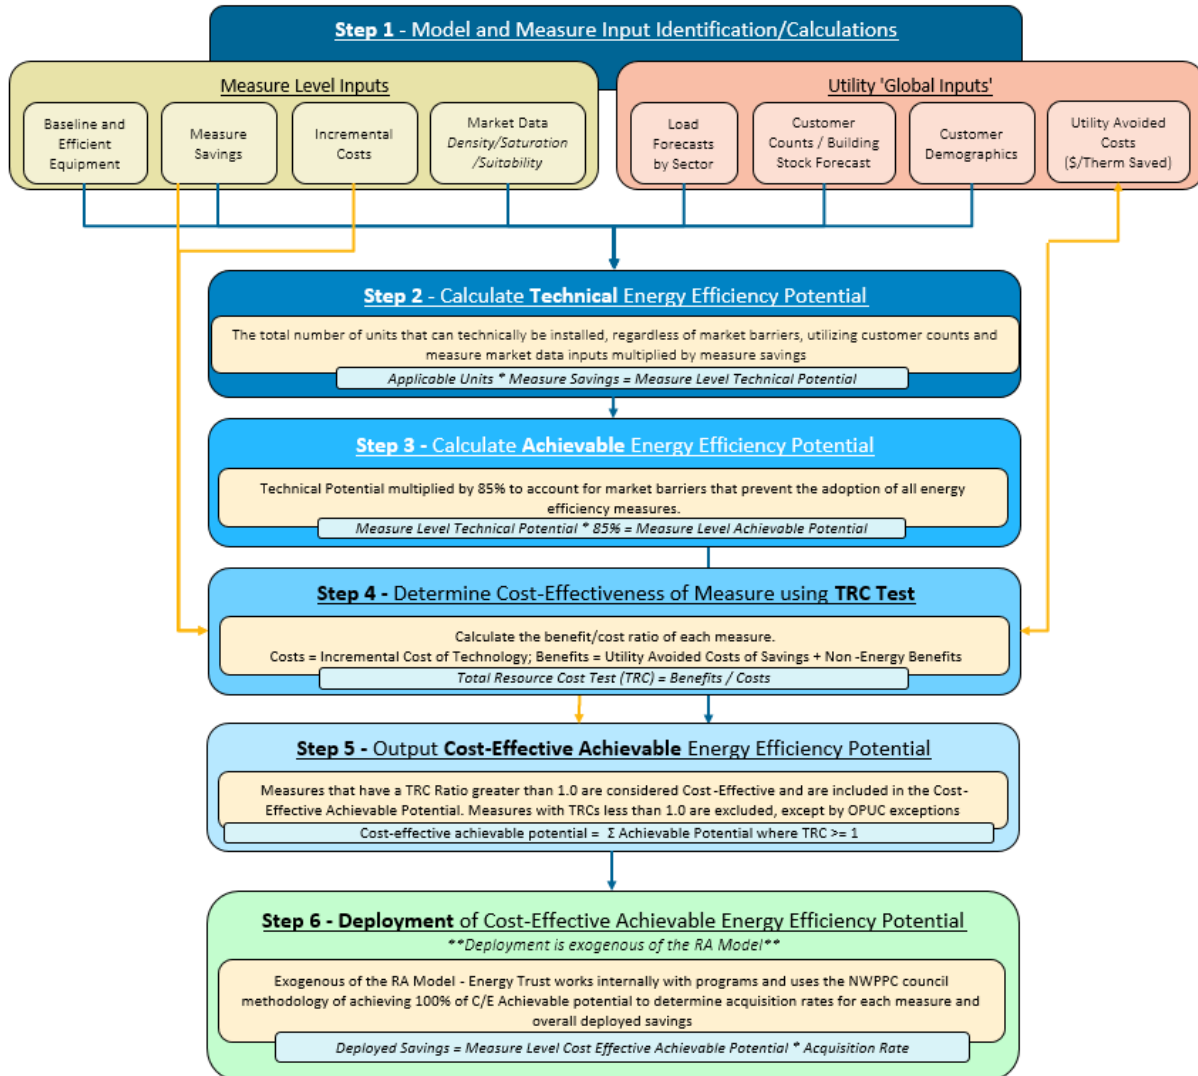 Step 1 - Model and Measure Input Identification/Calculations
Measure Level Inputs
Baseline and
Efficient
Equipment
Measure
Savings
Incremental
Costs
Market Data
Density/Saturation
/Suitability
Utility 'Global Inputs'
Load
Forecasts
by Sector
Customer
Counts / Building
Stock Forecast
Customer
Demographics
Utility Avoided
Costs
($/Therm Saved)
Step 2 - Calculate Technical Energy Efficiency Potential
The total number of units that can technically be installed, regardless of market barriers, utilizing customer counts and
measure market data inputs multiplied by measure savings
Applicable Units * Measure Savings = Measure Level Technical Potential
Step 3 - Calculate Achievable Energy Efficiency Potential
Technical Potential multiplied by 85% to account for market barriers that prevent the adoption of all energy
efficiency measures.
Measure Level Technical Potential * 85% = Measure Level Achievable Potential
Step 4 - Determine Cost-Effectiveness of Measure using TRC Test
Calculate the benefit/cost ratio of each measure.
Costs = Incremental Cost of Technology; Benefits = Utility Avoided Costs of Savings + Non -Energy Benefits
Total Resource Cost Test (TRC) = Benefits / Costs
Step 5 - Output Cost-Effective Achievable Energy Efficiency Potential
Measures that have a TRC Ratio greater than 1.0 are considered Cost -Effective and are included in the Cost-
Effective Achievable Potential. Measures with TRCs less than 1.0 are excluded, except by OPUC exceptions
Cost-effective achievable potential = Σ Achievable Potential where TRC >= 1
Step 6 - Deployment of Cost-Effective Achievable Energy Efficiency Potential
**Deployment is exogenous of the RA Model**
Exogenous of the RA Model - Energy Trust works internally with programs and uses the NWPPC council
methodology of achieving 100% of C/E Achievable potential to determine acquisition rates for each measure and
overall deployed savings
Deployed Savings = Measure Level Cost Effective Achievable Potential * Acquisition Rate